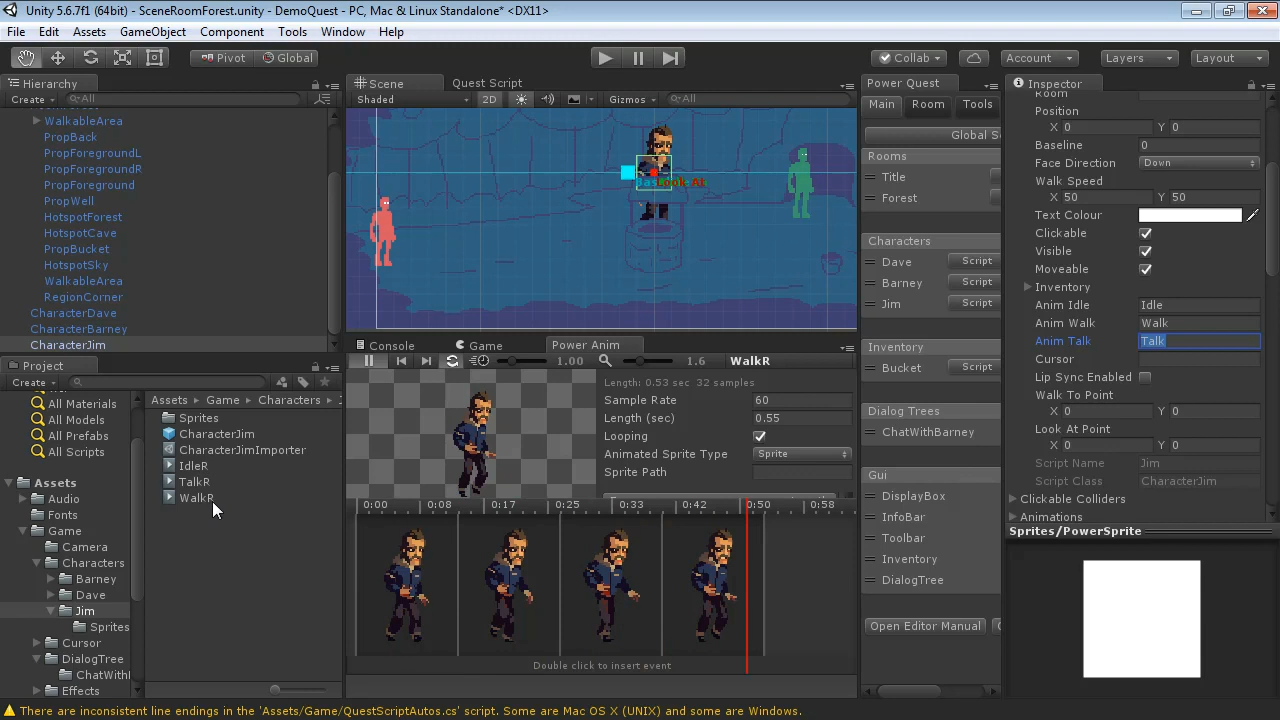 Unity 5.6.7f1 (64bit) - SceneRoomForest.unity - DemoQuest - PC, Mac & Linux Standalone* <DX11>
File Edit Assets GameObject Component Tools Window Help
Pivot Global Collab Account Layers Layout
Hierarchy
Create All
WalkableArea
PropBack
PropForegroundL
PropForegroundR
PropForeground
PropWell
HotspotForest
HotspotCave
PropBucket
HotspotSky
WalkableArea
RegionCorner
CharacterDave
CharacterBarney
CharacterJim
Project
Create
All Materials
All Models
All Prefabs
All Scripts
Assets
Audio
Fonts
Game
Camera
Characters
Barney
Dave
Jim
Sprites
Cursor
DialogTree
ChatWithI
Effects
Assets Game Characters
Sprites
CharacterJim
CharacterJimImporter
IdleR
TalkR
WalkR
Scene Quest Script
Shaded 2D Gizmos All
Look At
Console Game Power Anim
1.00 1.6 WalkR
Length: 0.53 sec 32 samples
Sample Rate 60
Length (sec) 0.55
Looping
Animated Sprite Type Sprite
Sprite Path
0:00 0:08 0:17 0:25 0:33 0:42 0:50 0:58
Double click to insert event
Power Quest
Main Room Tools
Global S
Rooms
Title
Forest
Characters
Dave Script
Barney Script
Jim Script
Inventory
Bucket Script
Dialog Trees
ChatWithBarney
Gui
DisplayBox
InfoBar
Toolbar
Inventory
DialogTree
Open Editor Manual
Inspector
Room
Position
X 0 Y 0
Baseline 0
Face Direction Down
Walk Speed
X 50 Y 50
Text Colour
Clickable
Visible
Moveable
Inventory
Anim Idle Idle
Anim Walk Walk
Anim Talk Talk
Cursor
Lip Sync Enabled
Walk To Point
X 0 Y 0
Look At Point
X 0 Y 0
Script Name Jim
Script Class CharacterJim
Clickable Colliders
Animations
Sprites/PowerSprite
There are inconsistent line endings in the 'Assets/Game/QuestScriptAutos.cs' script. Some are Mac OS X (UNIX) and some are Windows.